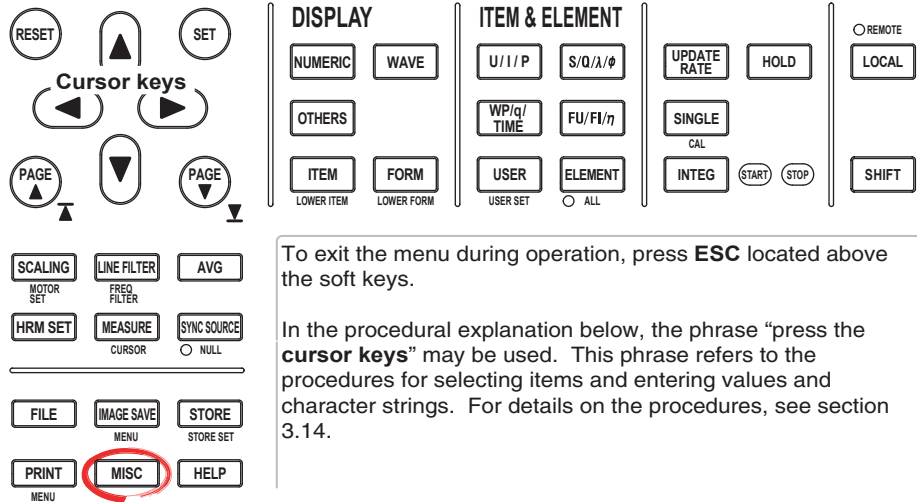 RESET
SET
Cursor keys
PAGE
PAGE
DISPLAY
NUMERIC WAVE
OTHERS
ITEM FORM
LOWER ITEM LOWER FORM
ITEM & ELEMENT
U / I / P S/Q/λ/ϕ
WP/q/
TIME
FU/FI/η
USER ELEMENT
USER SET ALL
UPDATE
RATE
HOLD
SINGLE
CAL
INTEG START STOP
REMOTE
LOCAL
SHIFT
SCALING LINE FILTER AVG
MOTOR
SET
FREQ
FILTER
HRM SET MEASURE SYNC SOURCE
CURSOR NULL
FILE IMAGE SAVE STORE
MENU STORE SET
PRINT MISC HELP
MENU
To exit the menu during operation, press ESC located above
the soft keys.
In the procedural explanation below, the phrase “press the
cursor keys” may be used. This phrase refers to the
procedures for selecting items and entering values and
character strings. For details on the procedures, see section
3.14.